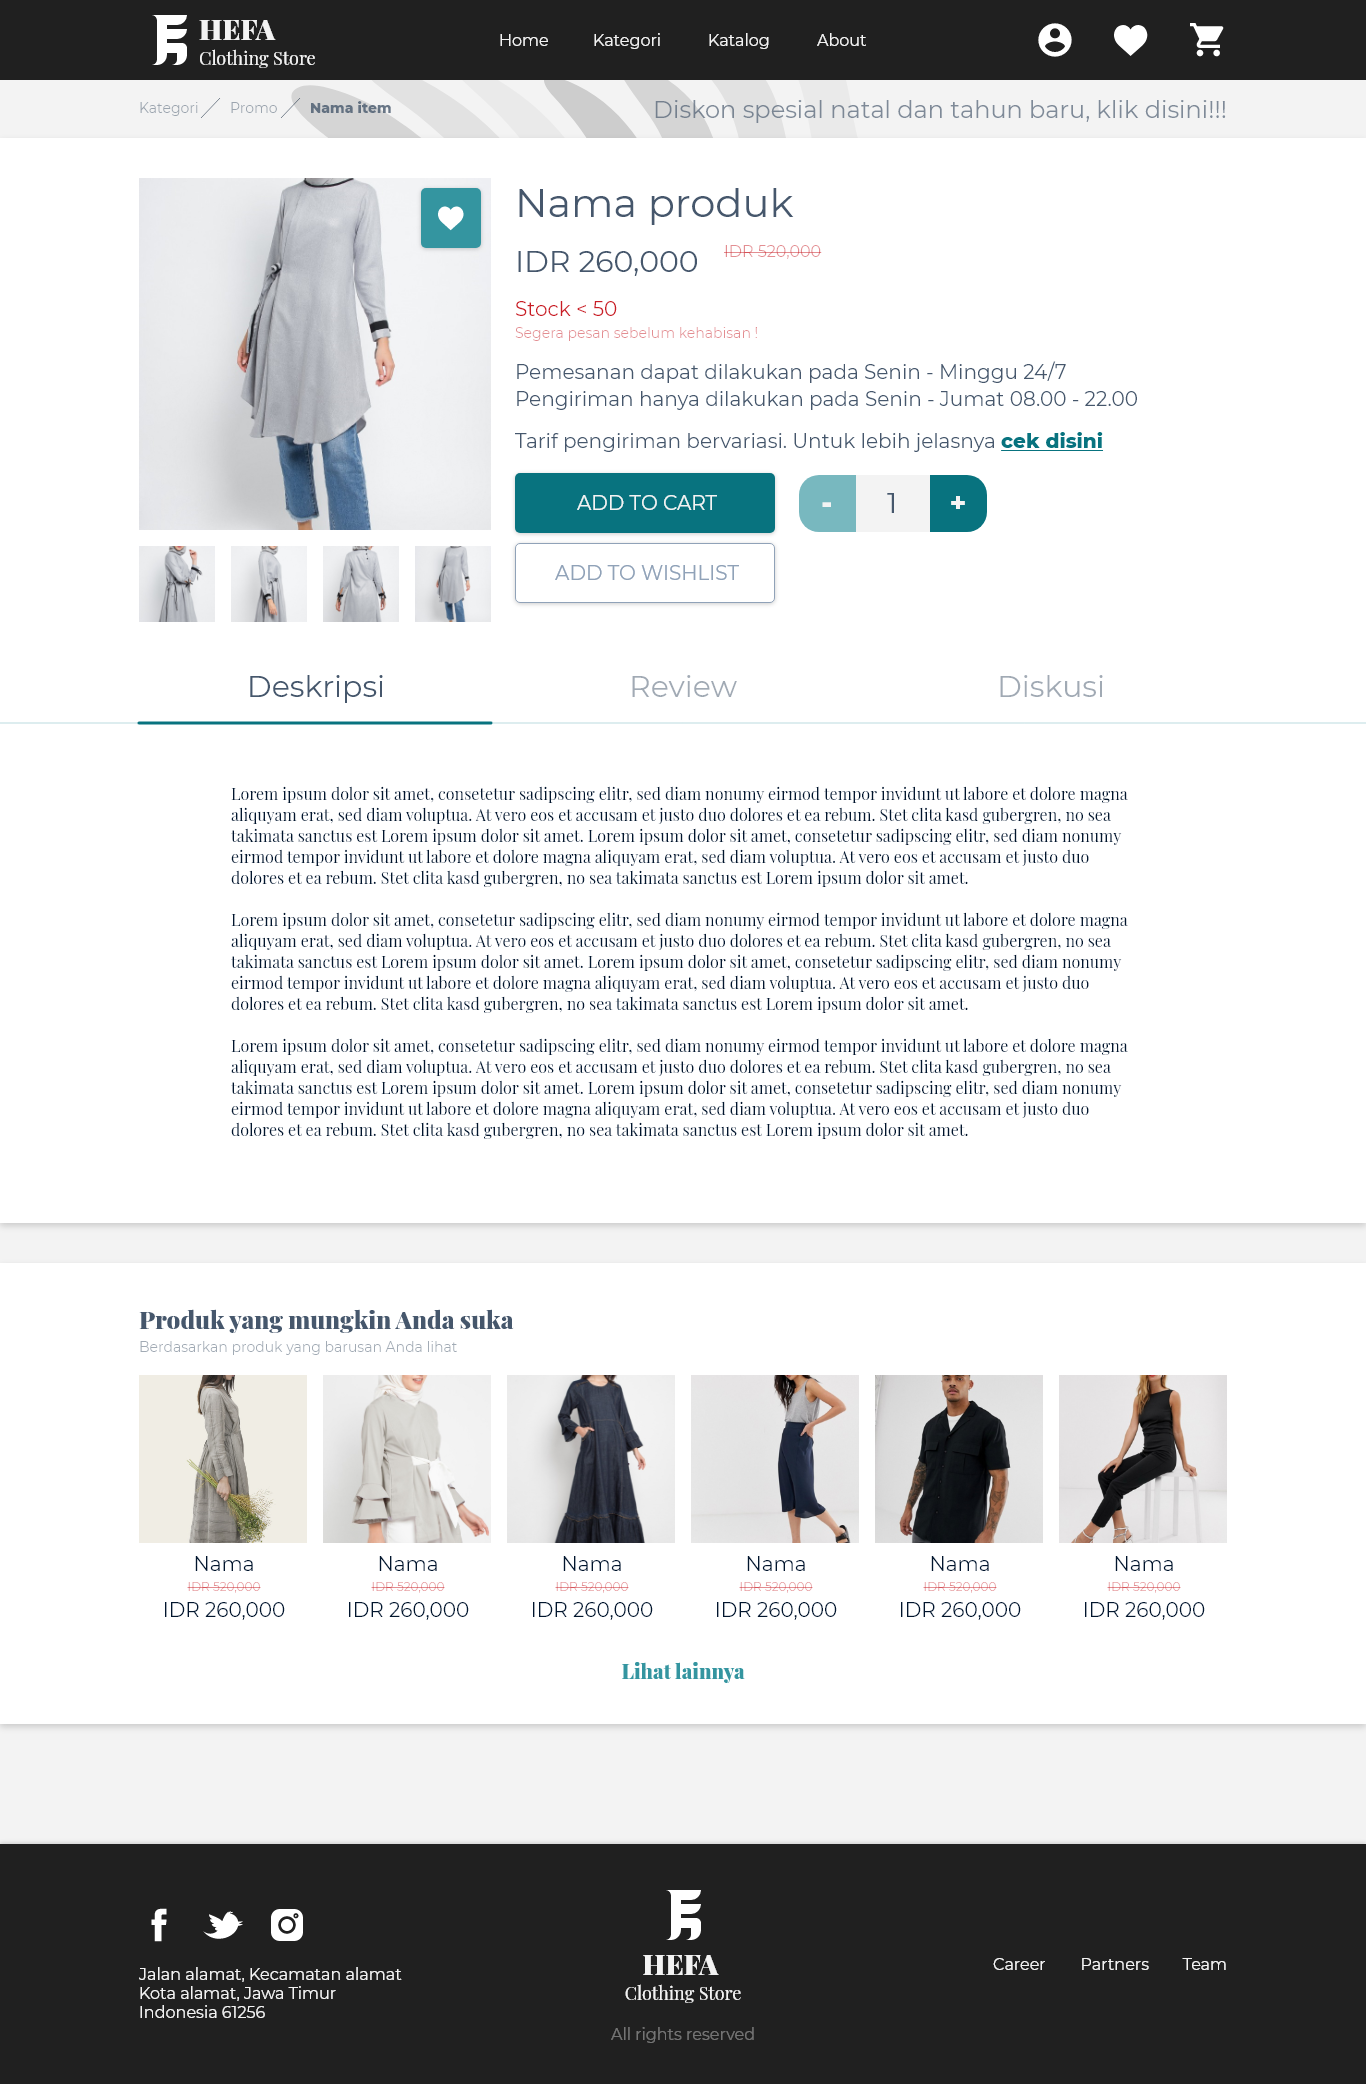 HEFA
Clothing Store
Home
Kategori
Katalog
About
Kategori
Promo
Nama item
Diskon spesial natal dan tahun baru, klik disini!!!
Nama produk
IDR 260,000
IDR 520,000
Stock < 50
Segera pesan sebelum kehabisan !
Pemesanan dapat dilakukan pada Senin - Minggu 24/7
Pengiriman hanya dilakukan pada Senin - Jumat 08.00 - 22.00
Tarif pengiriman bervariasi. Untuk lebih jelasnya cek disini
ADD TO CART
-
1
+
ADD TO WISHLIST
Deskripsi
Review
Diskusi
Lorem ipsum dolor sit amet, consetetur sadipscing elitr, sed diam nonumy eirmod tempor invidunt ut labore et dolore magna
aliquyam erat, sed diam voluptua. At vero eos et accusam et justo duo dolores et ea rebum. Stet clita kasd gubergren, no sea
takimata sanctus est Lorem ipsum dolor sit amet. Lorem ipsum dolor sit amet, consetetur sadipscing elitr, sed diam nonumy
eirmod tempor invidunt ut labore et dolore magna aliquyam erat, sed diam voluptua. At vero eos et accusam et justo duo
dolores et ea rebum. Stet clita kasd gubergren, no sea takimata sanctus est Lorem ipsum dolor sit amet.
Lorem ipsum dolor sit amet, consetetur sadipscing elitr, sed diam nonumy eirmod tempor invidunt ut labore et dolore magna
aliquyam erat, sed diam voluptua. At vero eos et accusam et justo duo dolores et ea rebum. Stet clita kasd gubergren, no sea
takimata sanctus est Lorem ipsum dolor sit amet. Lorem ipsum dolor sit amet, consetetur sadipscing elitr, sed diam nonumy
eirmod tempor invidunt ut labore et dolore magna aliquyam erat, sed diam voluptua. At vero eos et accusam et justo duo
dolores et ea rebum. Stet clita kasd gubergren, no sea takimata sanctus est Lorem ipsum dolor sit amet.
Lorem ipsum dolor sit amet, consetetur sadipscing elitr, sed diam nonumy eirmod tempor invidunt ut labore et dolore magna
aliquyam erat, sed diam voluptua. At vero eos et accusam et justo duo dolores et ea rebum. Stet clita kasd gubergren, no sea
takimata sanctus est Lorem ipsum dolor sit amet. Lorem ipsum dolor sit amet, consetetur sadipscing elitr, sed diam nonumy
eirmod tempor invidunt ut labore et dolore magna aliquyam erat, sed diam voluptua. At vero eos et accusam et justo duo
dolores et ea rebum. Stet clita kasd gubergren, no sea takimata sanctus est Lorem ipsum dolor sit amet.
Produk yang mungkin Anda suka
Berdasarkan produk yang barusan Anda lihat
Nama
IDR 520,000
IDR 260,000
Nama
IDR 520,000
IDR 260,000
Nama
IDR 520,000
IDR 260,000
Nama
IDR 520,000
IDR 260,000
Nama
IDR 520,000
IDR 260,000
Nama
IDR 520,000
IDR 260,000
Lihat lainnya
Jalan alamat, Kecamatan alamat
Kota alamat, Jawa Timur
Indonesia 61256
HEFA
Clothing Store
All rights reserved
Career
Partners
Team